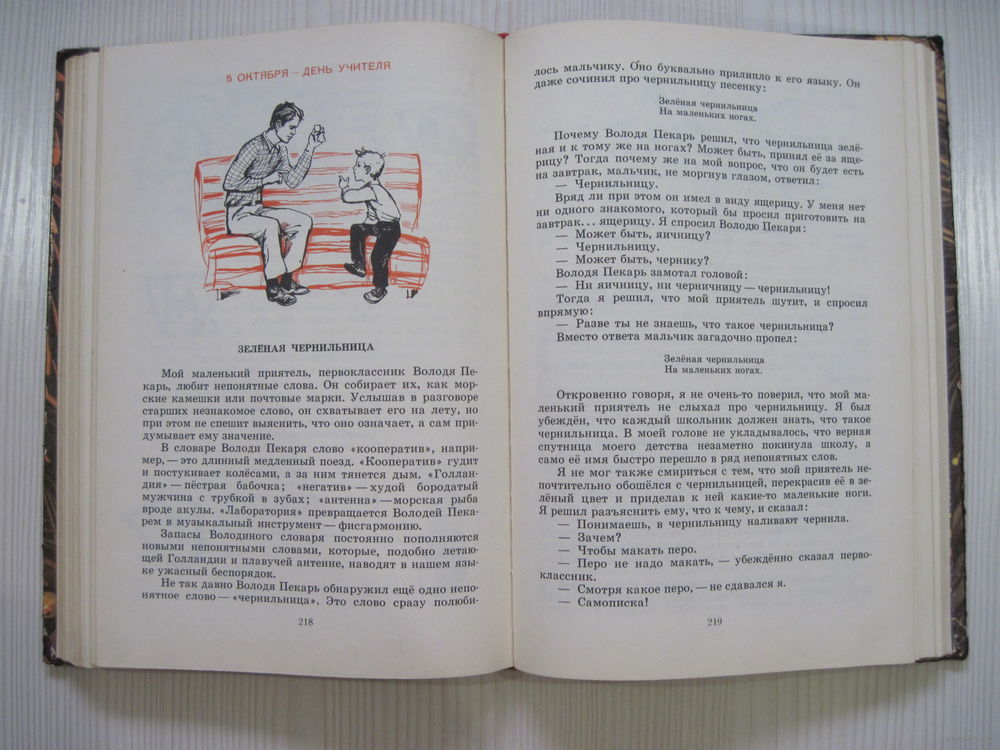 5 ОКТЯБРЯ — ДЕНЬ УЧИТЕЛЯ
ЗЕЛЁНАЯ ЧЕРНИЛЬНИЦА
Мой маленький приятель, первоклассник Володя Пе-
карь, любит непонятные слова. Он собирает их, как мор-
ские камешки или почтовые марки. Услышав в разговоре
старших незнакомое слово, он схватывает его на лету, но
при этом не спешит выяснить, что оно означает, а сам при-
думывает ему значение.
В словаре Володи Пекаря слово «кооператив», напри-
мер, — это длинный медленный поезд. «Кооператив» гудит
и постукивает колёсами, а за ним тянется дым. «Голлан-
дия» — пёстрая бабочка; «негатив» — худой бородатый
мужчина с трубкой в зубах; «антенна» — морская рыба
вроде акулы. «Лаборатория» превращается Володей Пека-
рем в музыкальный инструмент — фисгармонию.
Запасы Володиного словаря постоянно пополняются
новыми непонятными словами, которые, подобно летаю-
щей Голландии и плавучей антенне, наводят в нашем язы-
ке ужасный беспорядок.
Не так давно Володя Пекарь обнаружил ещё одно непо-
нятное слово — «чернильница». Это слово сразу полюби-
218
лось мальчику. Оно буквально прилипло к его языку. Он
даже сочинил про чернильницу песенку:
Зелёная чернильница
На маленьких ногах.
Почему Володя Пекарь решил, что чернильница зелё-
ная и к тому же на ногах? Может быть, принял её за яще-
рицу? Тогда почему же на мой вопрос, что он будет есть
на завтрак, мальчик, не моргнув глазом, ответил:
— Чернильницу.
Вряд ли при этом он имел в виду ящерицу. У меня нет
ни одного знакомого, который бы просил приготовить на
завтрак... ящерицу. Я спросил Володю Пекаря:
— Может быть, яичницу?
— Чернильницу.
— Может быть, чернику?
Володя Пекарь замотал головой:
— Ни яичницу, ни черничницу — чернильницу!
Тогда я решил, что мой приятель шутит, и спросил
впрямую:
— Разве ты не знаешь, что такое чернильница?
Вместо ответа мальчик загадочно пропел:
Зелёная чернильница
На маленьких ногах.
Откровенно говоря, я не очень-то поверил, что мой ма-
ленький приятель не слыхал про чернильницу. Я был
убеждён, что каждый школьник должен знать, что такое
чернильница. В моей голове не укладывалось, что верная
спутница моего детства незаметно покинула школу, а
само её имя быстро перешло в ряд непонятных слов.
Я не мог также смириться с тем, что мой приятель не-
почтительно обошёлся с чернильницей, перекрасив её в зе-
лёный цвет и приделав к ней какие-то маленькие ноги.
Я решил разъяснить ему, что к чему, и сказал:
— Понимаешь, в чернильницу наливают чернила.
— Зачем?
— Чтобы макать перо.
— Перо не надо макать, — убеждённо сказал перво-
классник.
— Смотря какое перо, — не сдавался я.
— Самописка!
219